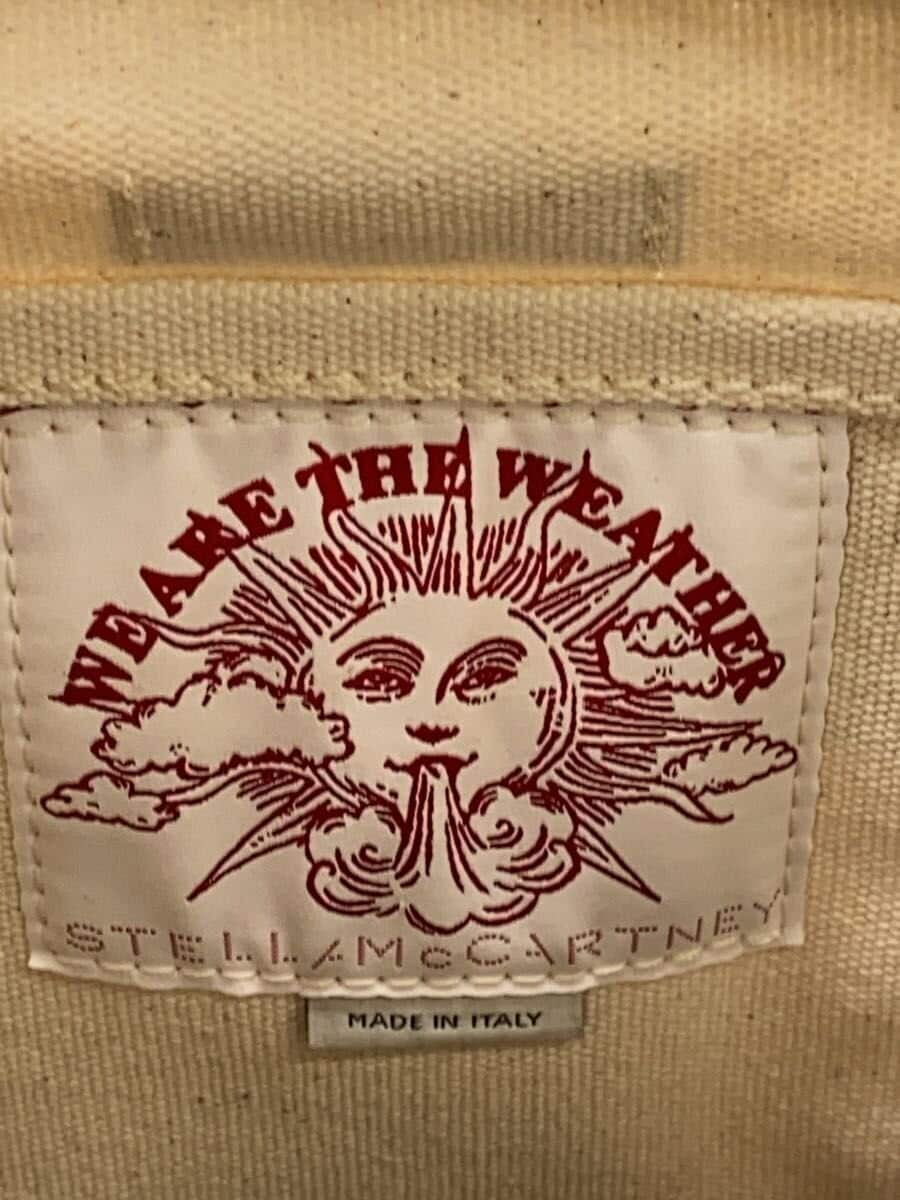 WE ARE THE WEATHER
STELLA McCARTNEY
MADE IN ITALY